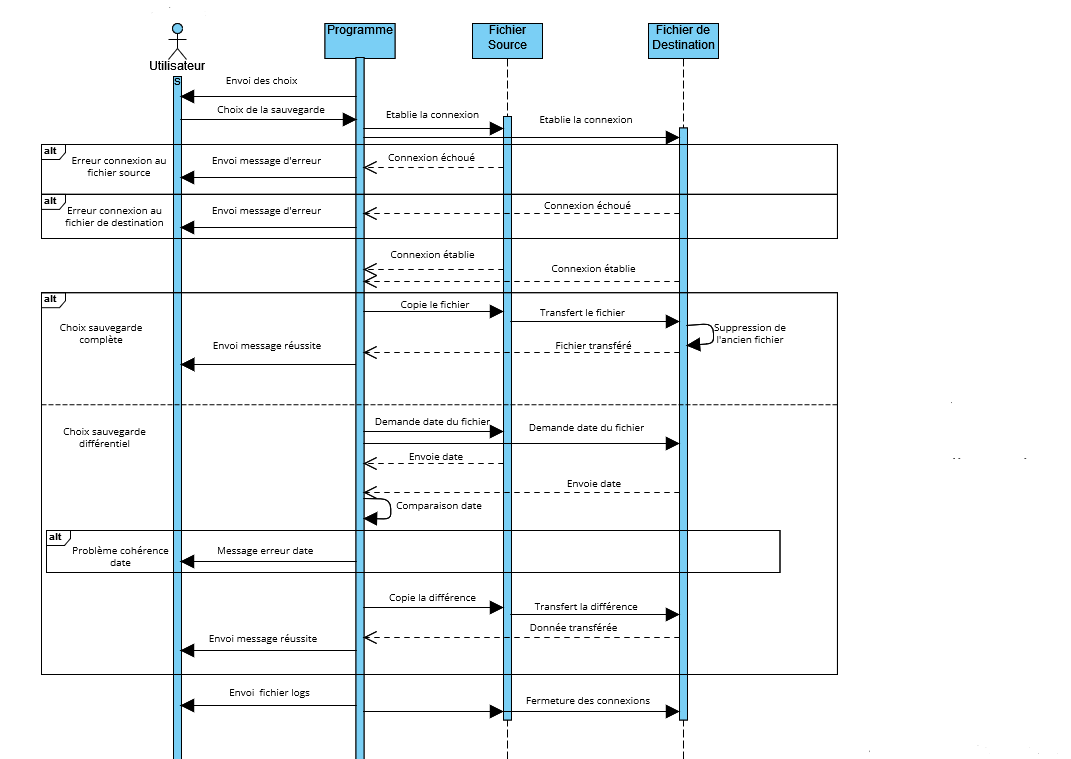 Programme
Fichier
Source
Fichier de
Destination
Utilisateur
S
Envoi des choix
Choix de la sauvegarde
Etablie la connexion
Etablie la connexion
alt
Erreur connexion au
fichier source
Envoi message d'erreur
Connexion échoué
alt
Erreur connexion au
fichier de destination
Envoi message d'erreur
Connexion échoué
Connexion établie
Connexion établie
alt
Choix sauvegarde
complète
Copie le fichier
Transfert le fichier
Suppression de
l'ancien fichier
Envoi message réussite
Fichier transféré
Choix sauvegarde
différentiel
Demande date du fichier
Demande date du fichier
Envoie date
Envoie date
Comparaison date
alt
Problème cohérence
date
Message erreur date
Copie la différence
Transfert la différence
Donnée transférée
Envoi message réussite
Envoi fichier logs
Fermeture des connexions